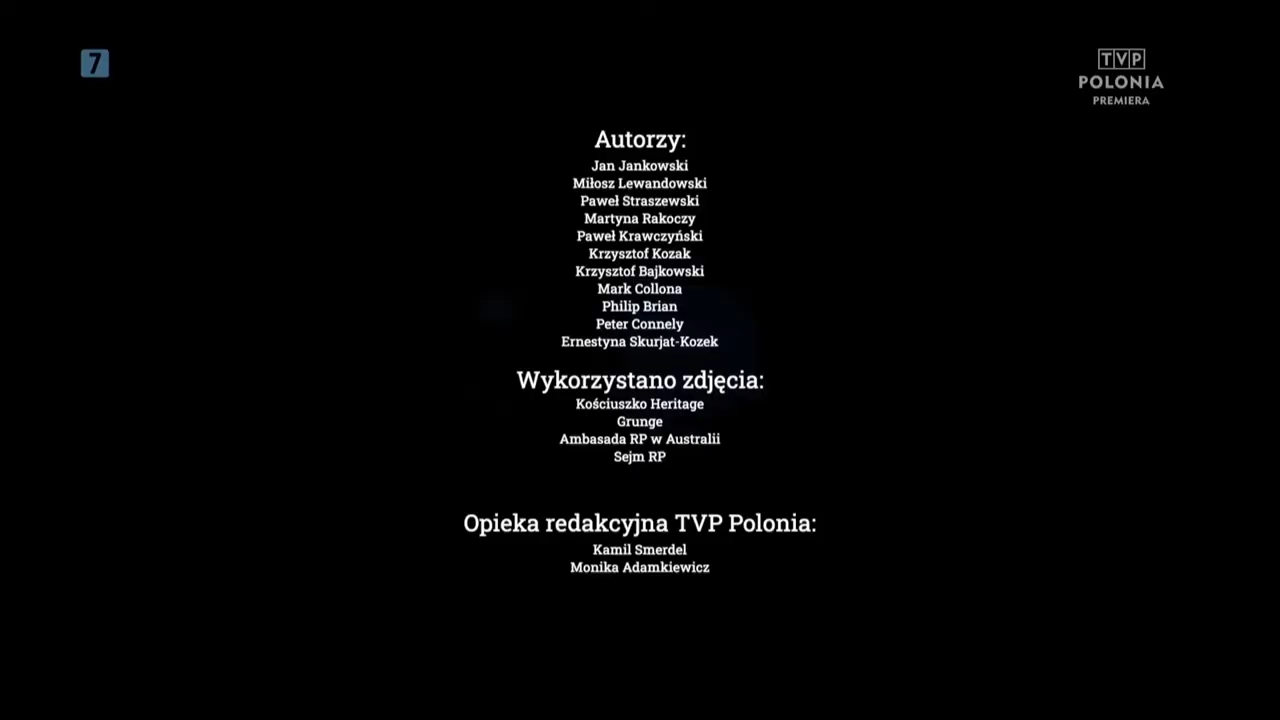 7
TVP
POLONIA
PREMIERA
Autorzy:
Jan Jankowski
Miłosz Lewandowski
Paweł Straszewski
Martyna Rakoczy
Paweł Krawczyński
Krzysztof Kozak
Krzysztof Bajkowski
Mark Collona
Philip Brian
Peter Connely
Ernestyna Skurjat-Kozek
Wykorzystano zdjęcia:
Kościuszko Heritage
Grunge
Ambasada RP w Australii
Sejm RP
Opieka redakcyjna TVP Polonia:
Kamil Smerdel
Monika Adamkiewicz